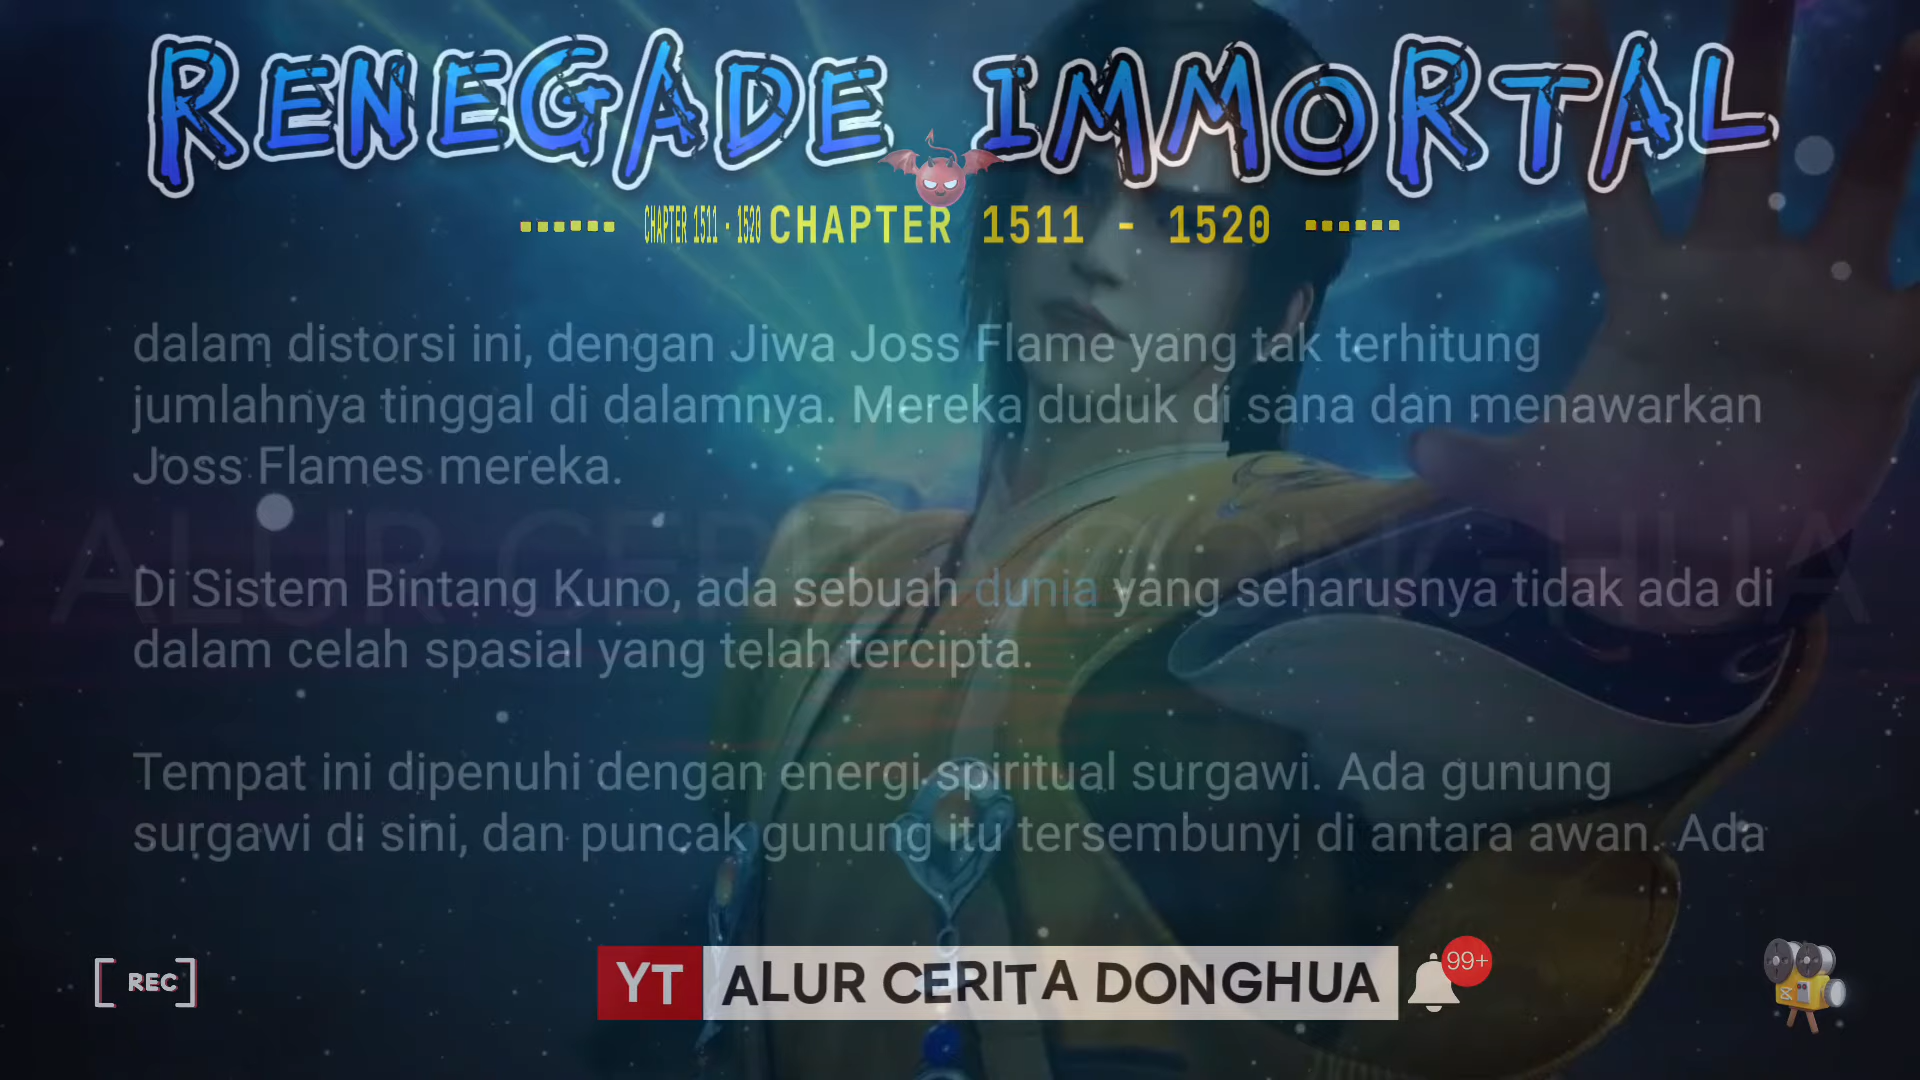 RENEGADE IMMORTAL
CHAPTER 1511 - 1520 CHAPTER 1511 - 1520
dalam distorsi ini, dengan Jiwa Joss Flame yang tak terhitung
jumlahnya tinggal di dalamnya. Mereka duduk di sana dan menawarkan
Joss Flames mereka.
ALUR CERITA DONGHUA
Di Sistem Bintang Kuno, ada sebuah dunia yang seharusnya tidak ada di
dalam celah spasial yang telah tercipta.
Tempat ini dipenuhi dengan energi spiritual surgawi. Ada gunung
surgawi di sini, dan puncak gunung itu tersembunyi di antara awan. Ada
[ REC ]
YT ALUR CERITA DONGHUA 99+